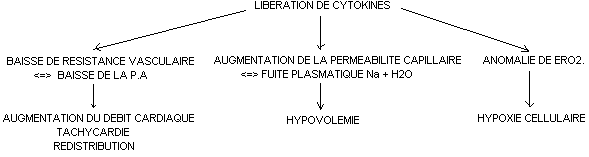 LIBERATION DE CYTOKINES
BAISSE DE RESISTANCE VASCULAIRE
<=> BAISSE DE LA P.A
AUGMENTATION DE LA PERMEABILITE CAPILLAIRE
<=> FUITE PLASMATIQUE Na + H2O
ANOMALIE DE ERO2.
AUGMENTATION DU DEBIT CARDIAQUE
TACHYCARDIE
REDISTRIBUTION
HYPOVOLEMIE
HYPOXIE CELLULAIRE